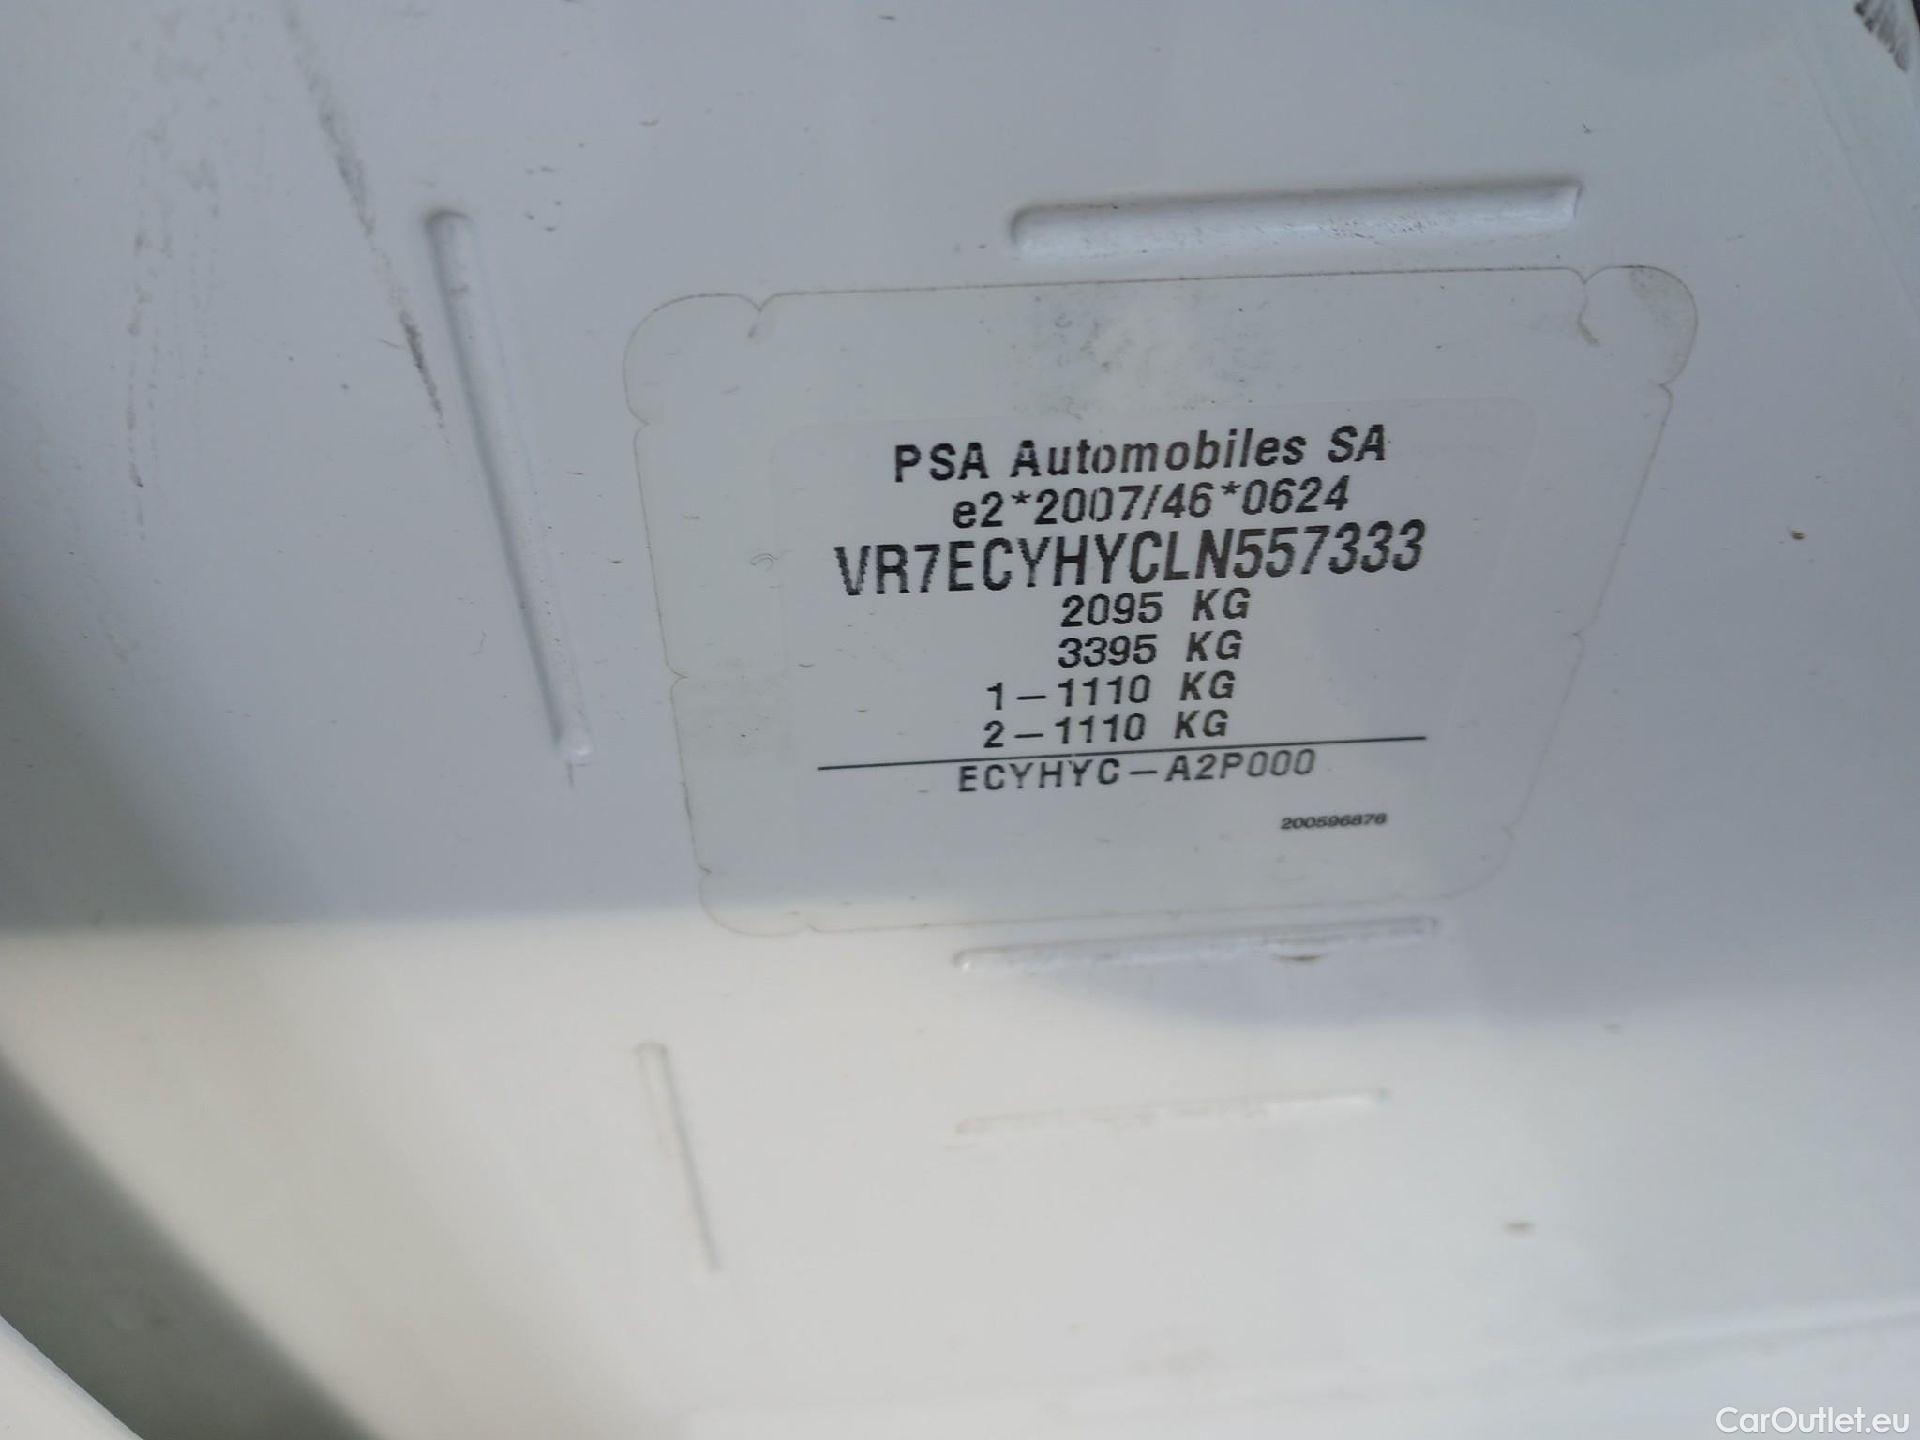 PSA Automobiles SA
e2*2007/46*0624
VR7ECYHYCLN557333
2095 KG
3395 KG
1-1110 KG
2-1110 KG
ECYHYC-A2P000
200596876
CarOutlet.eu